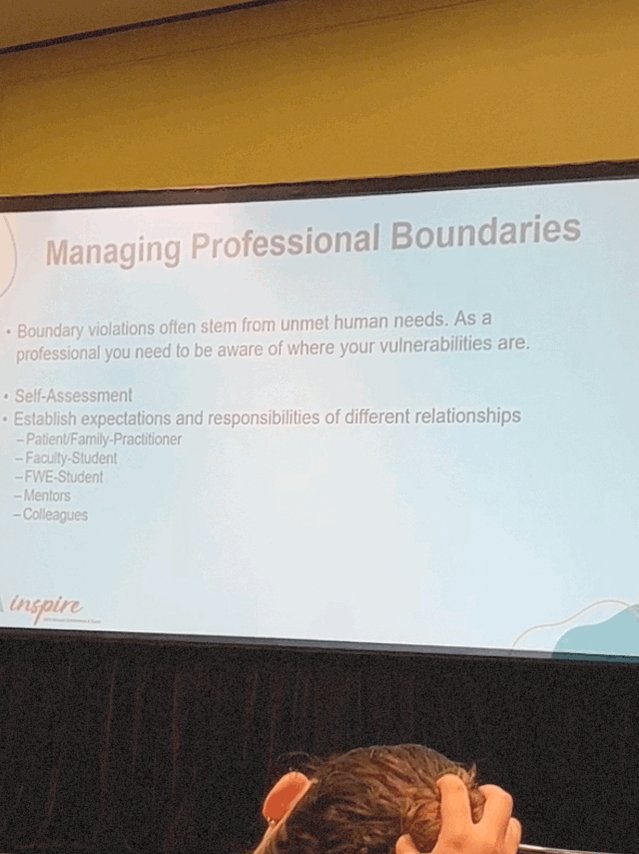 Managing Professional Boundaries
• Boundary violations often stem from unmet human needs. As a
professional you need to be aware of where your vulnerabilities are.
• Self-Assessment
• Establish expectations and responsibilities of different relationships
– Patient/Family-Practitioner
– Faculty-Student
– FWE-Student
– Mentors
– Colleagues
inspire